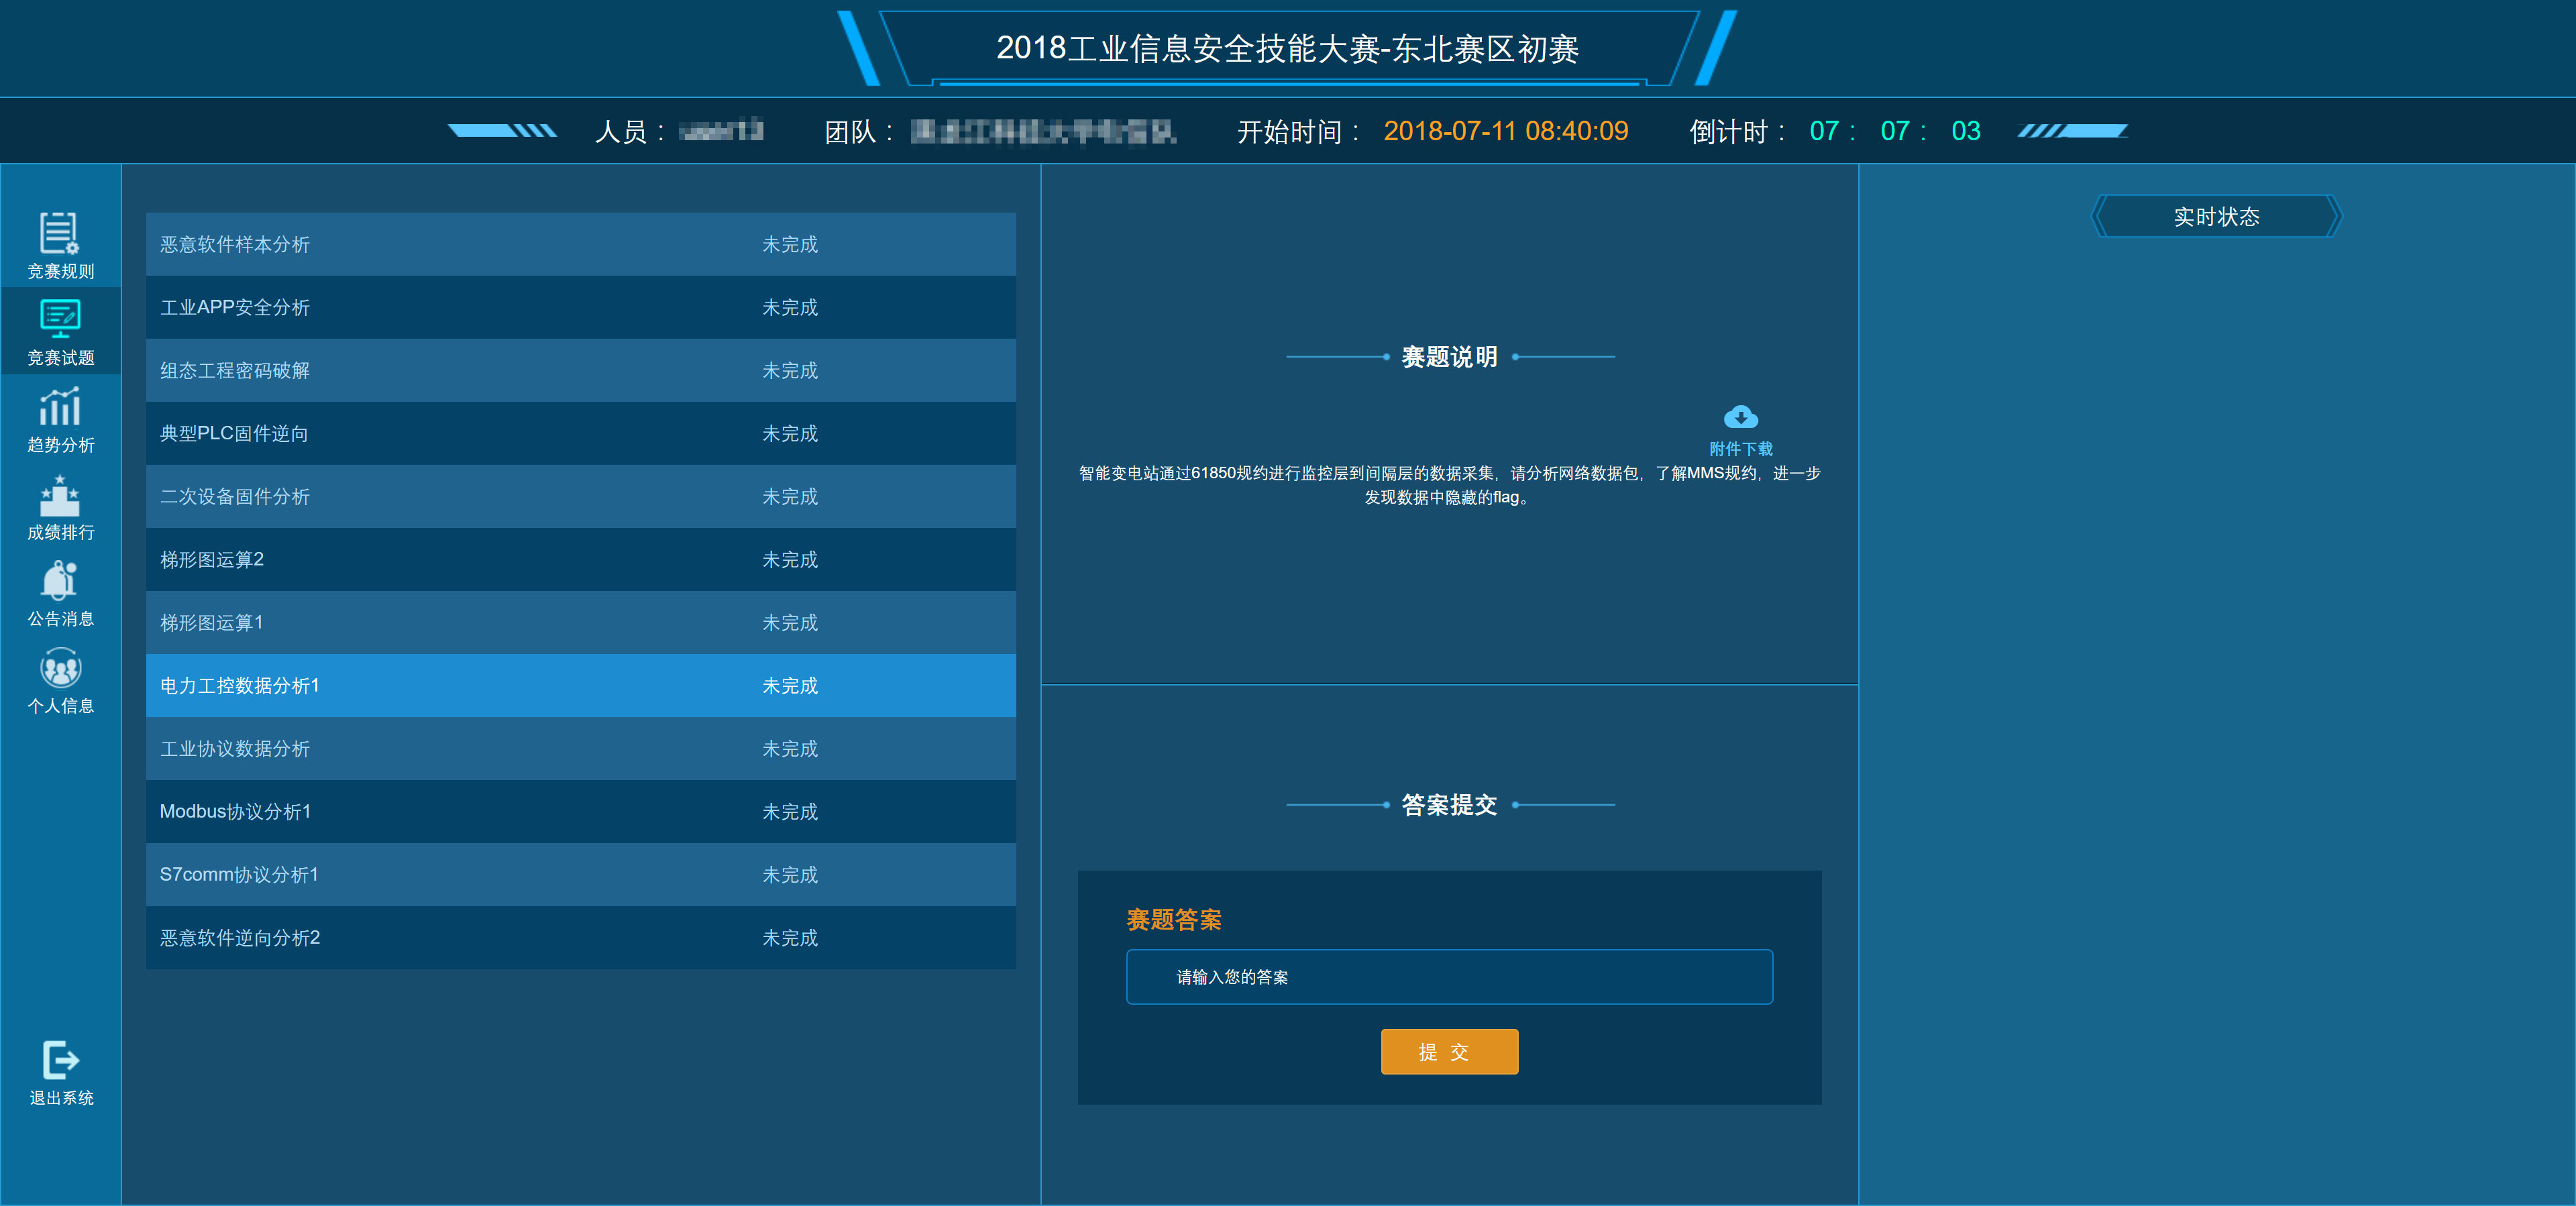 2018工业信息安全技能大赛-东北赛区初赛
人员：
团队：
开始时间： 2018-07-11 08:40:09
倒计时： 07： 07： 03
竞赛规则
竞赛试题
趋势分析
成绩排行
公告消息
个人信息
退出系统
恶意软件样本分析 未完成
工业APP安全分析 未完成
组态工程密码破解 未完成
典型PLC固件逆向 未完成
二次设备固件分析 未完成
梯形图运算2 未完成
梯形图运算1 未完成
电力工控数据分析1 未完成
工业协议数据分析 未完成
Modbus协议分析1 未完成
S7comm协议分析1 未完成
恶意软件逆向分析2 未完成
赛题说明
附件下载
智能变电站通过61850规约进行监控层到间隔层的数据采集，请分析网络数据包，了解MMS规约，进一步
发现数据中隐藏的flag。
答案提交
赛题答案
请输入您的答案
提 交
实时状态